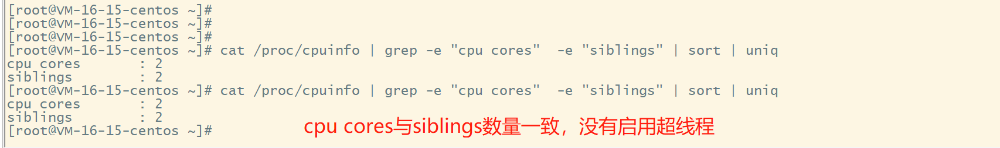 [root@VM-16-15-centos ~]#
[root@VM-16-15-centos ~]#
[root@VM-16-15-centos ~]#
[root@VM-16-15-centos ~]# cat /proc/cpuinfo | grep -e "cpu cores"  -e "siblings" | sort | uniq
cpu cores       : 2
siblings        : 2
[root@VM-16-15-centos ~]# cat /proc/cpuinfo | grep -e "cpu cores"  -e "siblings" | sort | uniq
cpu cores       : 2
siblings        : 2
[root@VM-16-15-centos ~]#
cpu cores与siblings数量一致，没有启用超线程